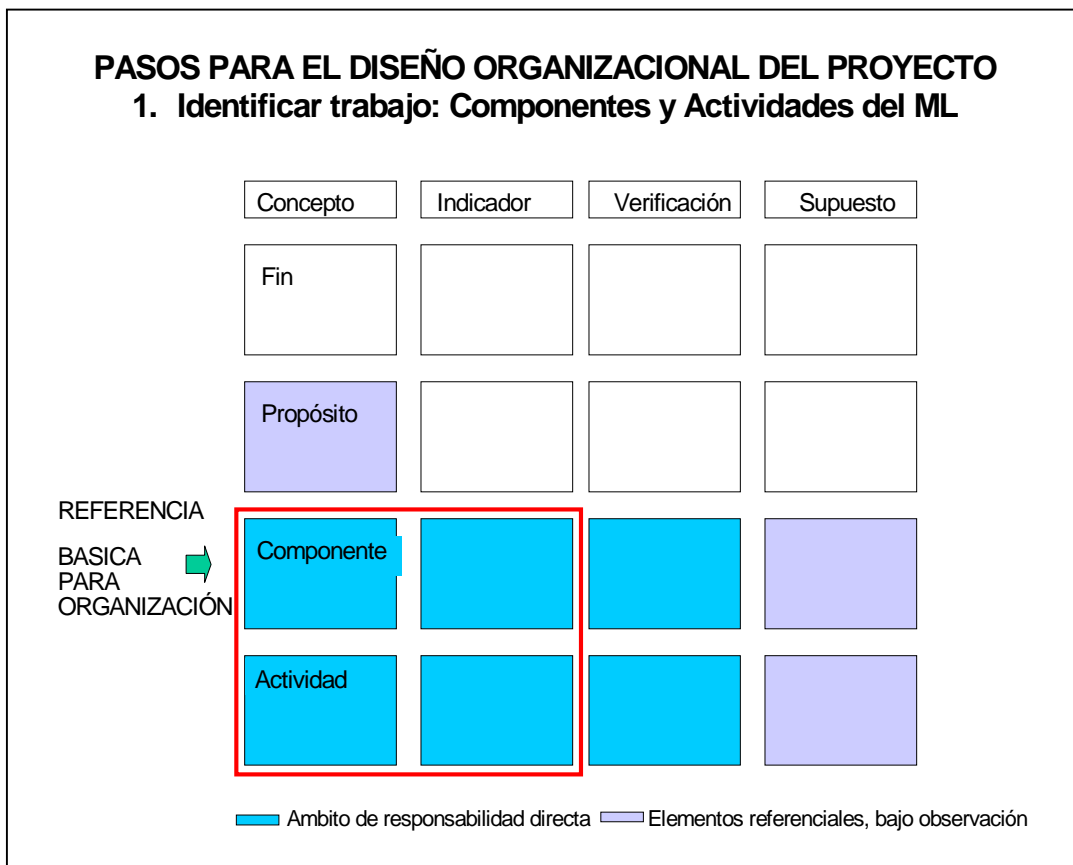 PASOS PARA EL DISEÑO ORGANIZACIONAL DEL PROYECTO
1. Identificar trabajo: Componentes y Actividades del ML
Concepto
Indicador
Verificación
Supuesto
Fin
Propósito
REFERENCIA
BASICA
PARA
ORGANIZACIÓN
Componente
Actividad
Ambito de responsabilidad directa
Elementos referenciales, bajo observación